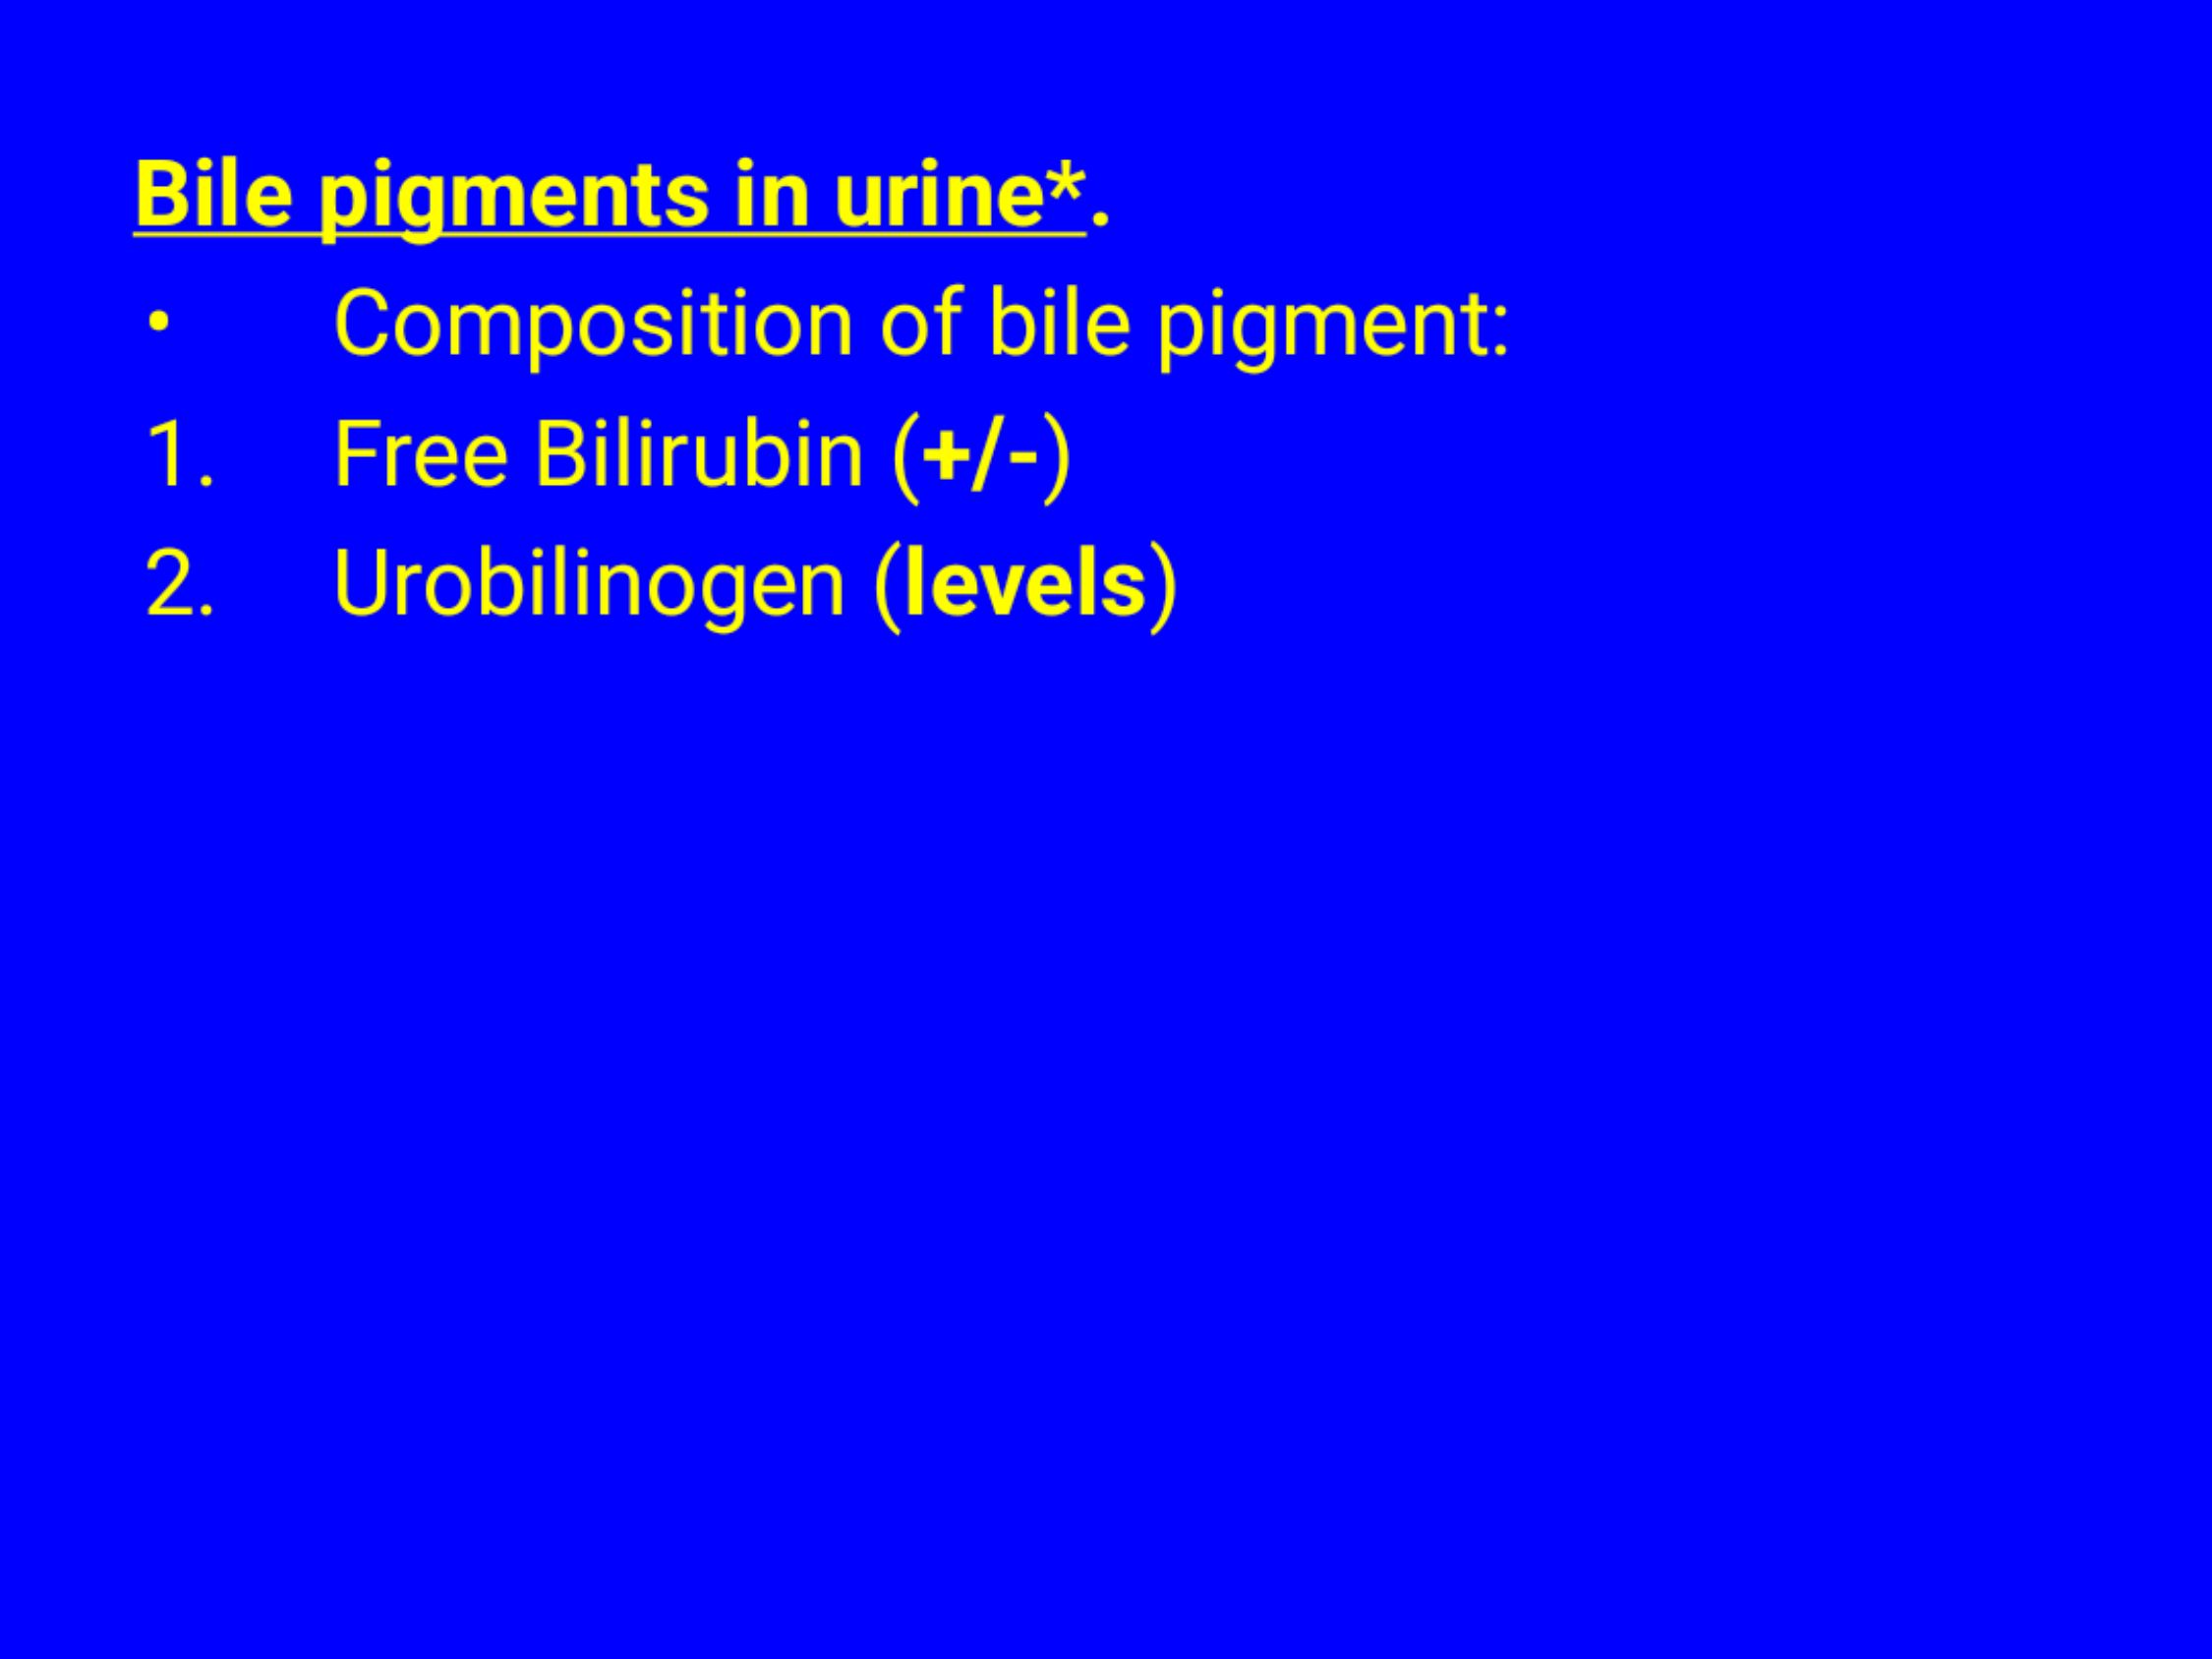 Bile pigments in urine*.
• Composition of bile pigment:
1. Free Bilirubin (+/-)
2. Urobilinogen (levels)